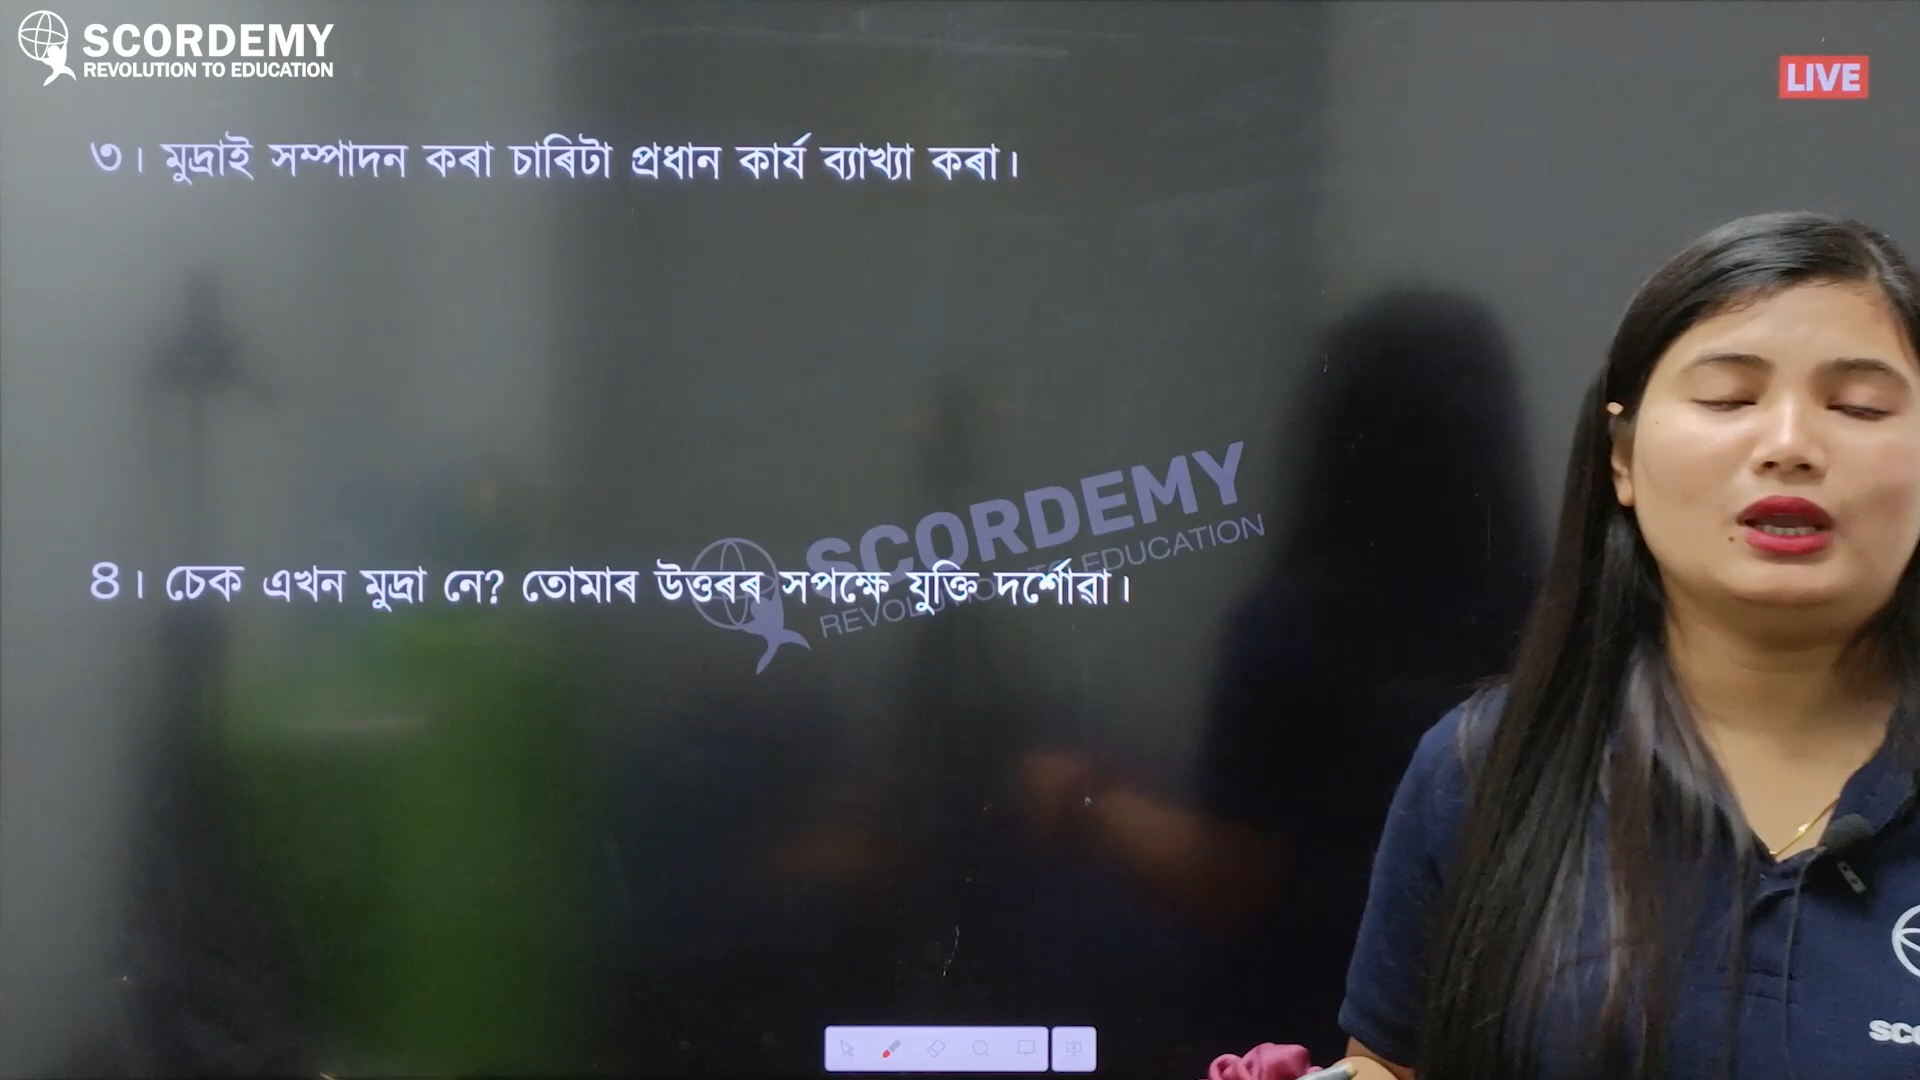 SCORDEMY
REVOLUTION TO EDUCATION
LIVE
৩। মুদ্ৰাই সম্পাদন কৰা চাৰিটা প্ৰধান কাৰ্য ব্যাখ্যা কৰা।
SCORDEMY
REVOLUTION TO EDUCATION
৪। চেক এখন মুদ্ৰা নে? তোমাৰ উত্তৰৰ সপক্ষে যুক্তি দৰ্শোৱা।